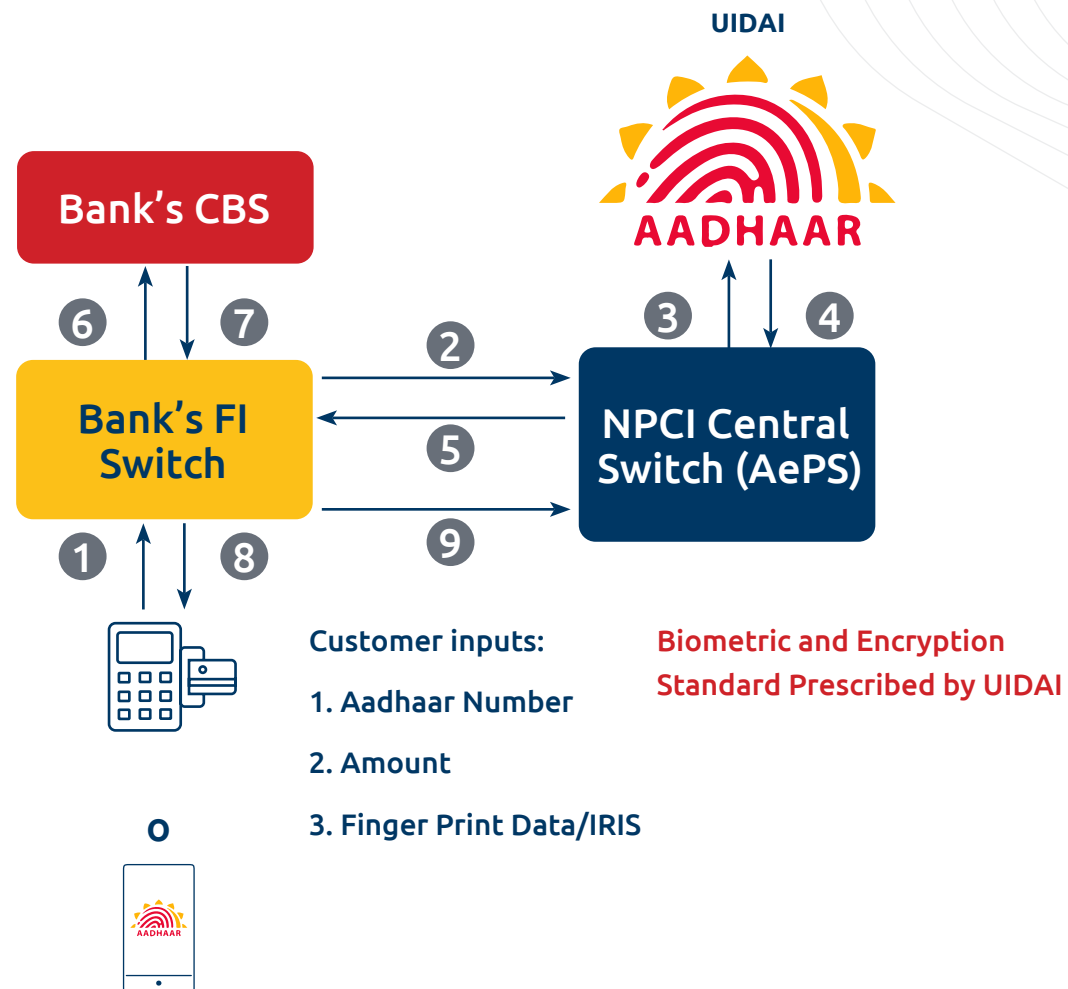 UIDAI
AADHAAR
Bank's CBS
6
7
3
4
2
Bank's FI
Switch
5
NPCI Central
Switch (AePS)
9
1
8
Customer inputs:
1. Aadhaar Number
2. Amount
3. Finger Print Data/IRIS
Biometric and Encryption
Standard Prescribed by UIDAI
o
AADHAAR